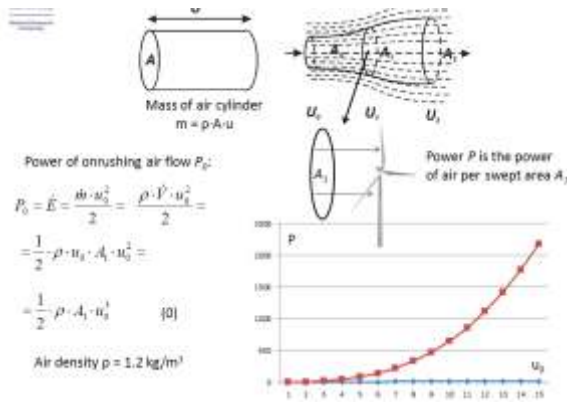 A
A
Mass of air cylinder
m = ρ·A·u
Power of onrushing air flow P₀:
P₀ = Ė = ṁ·u₀²/2 = ρ·V̇·u₀²/2 =
= 1/2·ρ·u₀·A₁·u₀² =
= 1/2·ρ·A₁·u₀³ (0)
Air density ρ = 1.2 kg/m³
A₁
Power P is the power
of air per swept area A
P
2000
1500
1000
500
0
u₀
1 2 3 4 5 6 7 8 9 10 11 12 13 14 15